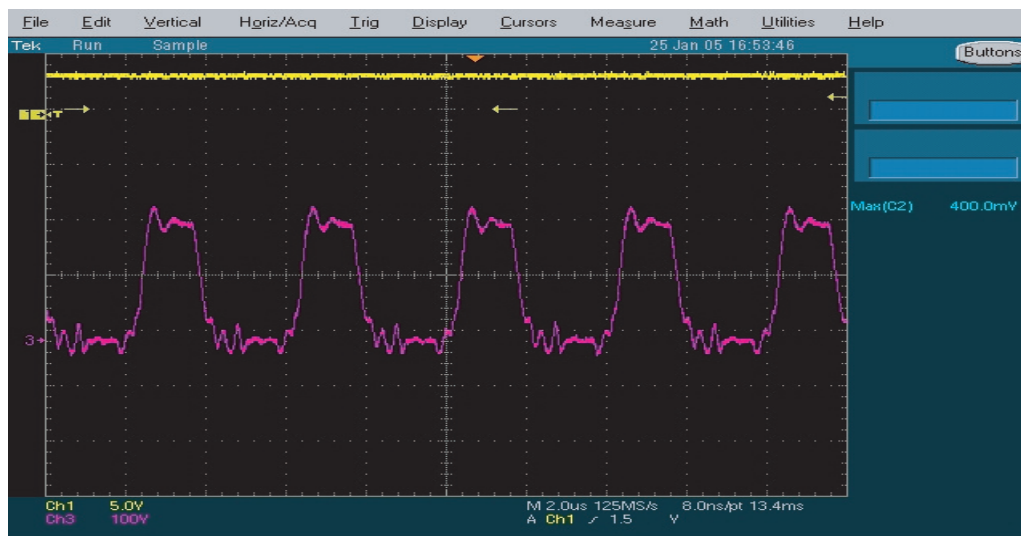 File Edit Vertical Horiz/Acq Trig Display Cursors Measure Math Utilities Help
Tek Run Sample 25 Jan 05 16:53:46
Buttons
1 T
Max(C2) 400.0mV
3
Ch1 5.0V M 2.0us 125MS/s 8.0ns/pt 13.4ms
Ch3 100V A Ch1 / 1.5 V